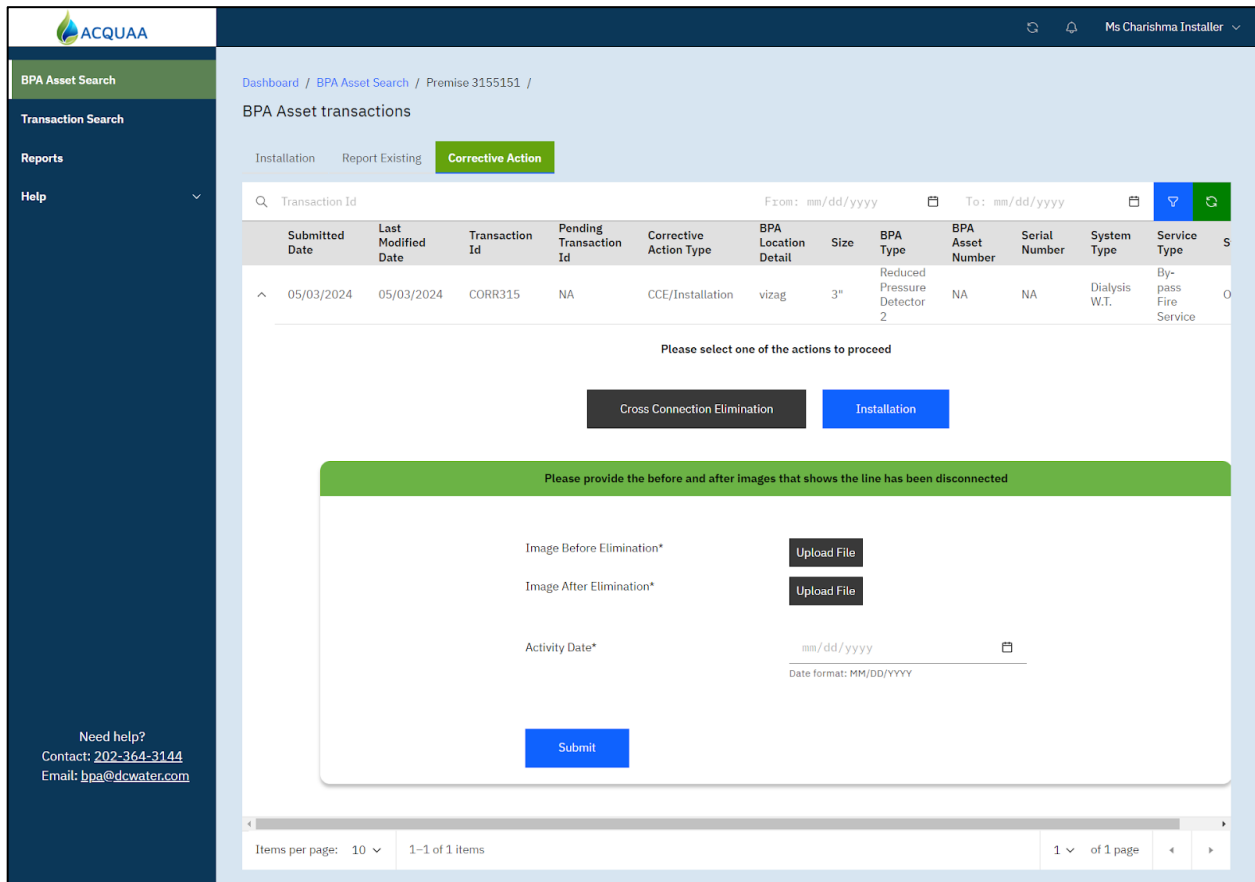 ACQUAA
Ms Charishma Installer
BPA Asset Search
Transaction Search
Reports
Help
Need help?
Contact: 202-364-3144
Email: bpa@dcwater.com
Dashboard / BPA Asset Search / Premise 3155151 /
BPA Asset transactions
Installation Report Existing Corrective Action
Transaction Id From: mm/dd/yyyy To: mm/dd/yyyy
Submitted Date Last Modified Date Transaction Id Pending Transaction Id Corrective Action Type BPA Location Detail Size BPA Type BPA Asset Number Serial Number System Type Service Type S
05/03/2024 05/03/2024 CORR315 NA CCE/Installation vizag 3" Reduced Pressure Detector 2 NA NA Dialysis W.T. By-pass Fire Service O
Please select one of the actions to proceed
Cross Connection Elimination Installation
Please provide the before and after images that shows the line has been disconnected
Image Before Elimination* Upload File
Image After Elimination* Upload File
Activity Date* mm/dd/yyyy
Date format: MM/DD/YYYY
Submit
Items per page: 10 1–1 of 1 items 1 of 1 page